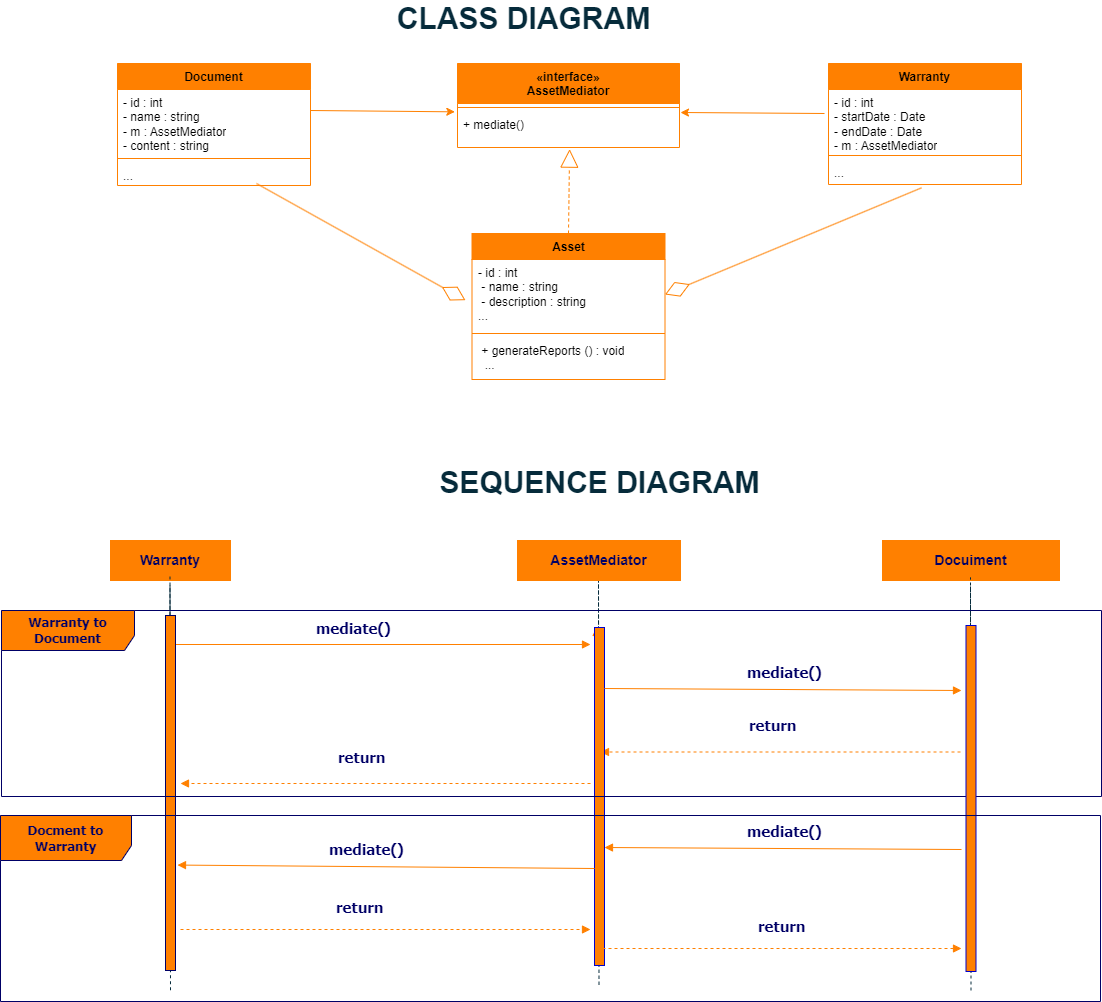 CLASS DIAGRAM
Document
- id : int
- name : string
- m : AssetMediator
- content : string
...
«interface»
AssetMediator
+ mediate()
Warranty
- id : int
- startDate : Date
- endDate : Date
- m : AssetMediator
...
Asset
- id : int
- name : string
- description : string
...
+ generateReports () : void
...
SEQUENCE DIAGRAM
Warranty
AssetMediator
Docuiment
Warranty to
Document
mediate()
mediate()
return
return
Docment to
Warranty
mediate()
mediate()
return
return